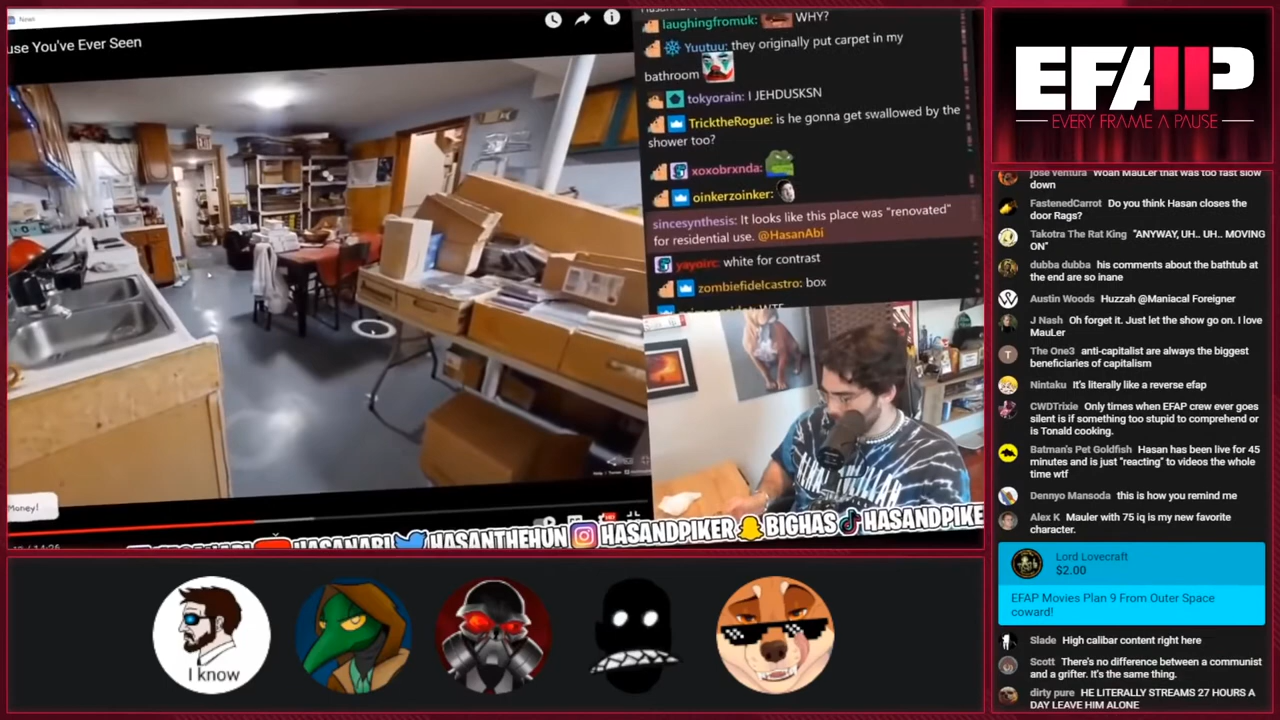 News
use You've Ever Seen
Money!
laughingfromuk: WHY?
Yuutuu: they originally put carpet in my
bathroom
tokyorain: I JEHDUSKSN
TricktheRogue: is he gonna get swallowed by the
shower too?
xoxobrxnda:
oinkerzoinker:
sincesynthesis: It looks like this place was "renovated"
for residential use. @HasanAbi
yayoirc: white for contrast
zombiefidelcastro: box
HASANABI HASANTHEHUN HASANDPIKER BIGHAS HASANDPIKE
I know
EFAP
EVERY FRAME A PAUSE
jose ventura Woah MauLer that was too fast slow
down
FastenedCarrot Do you think Hasan closes the
door Rags?
Takotra The Rat King "ANYWAY, UH.. UH.. MOVING
ON"
dubba dubba his comments about the bathtub at
the end are so inane
Austin Woods Huzzah @Maniacal Foreigner
J Nash Oh forget it. Just let the show go on. I love
MauLer
The One3 anti-capitalist are always the biggest
beneficiaries of capitalism
Nintaku It's literally like a reverse efap
CWDTrixie Only times when EFAP crew ever goes
silent is if something too stupid to comprehend or
is Tonald cooking.
Batman's Pet Goldfish Hasan has been live for 45
minutes and is just "reacting" to videos the whole
time wtf
Dennyo Mansoda this is how you remind me
Alex K Mauler with 75 iq is my new favorite
character.
Lord Lovecraft
$2.00
EFAP Movies Plan 9 From Outer Space
coward!
Slade High calibar content right here
Scott There's no difference between a communist
and a grifter. It's the same thing.
dirty pure HE LITERALLY STREAMS 27 HOURS A
DAY LEAVE HIM ALONE